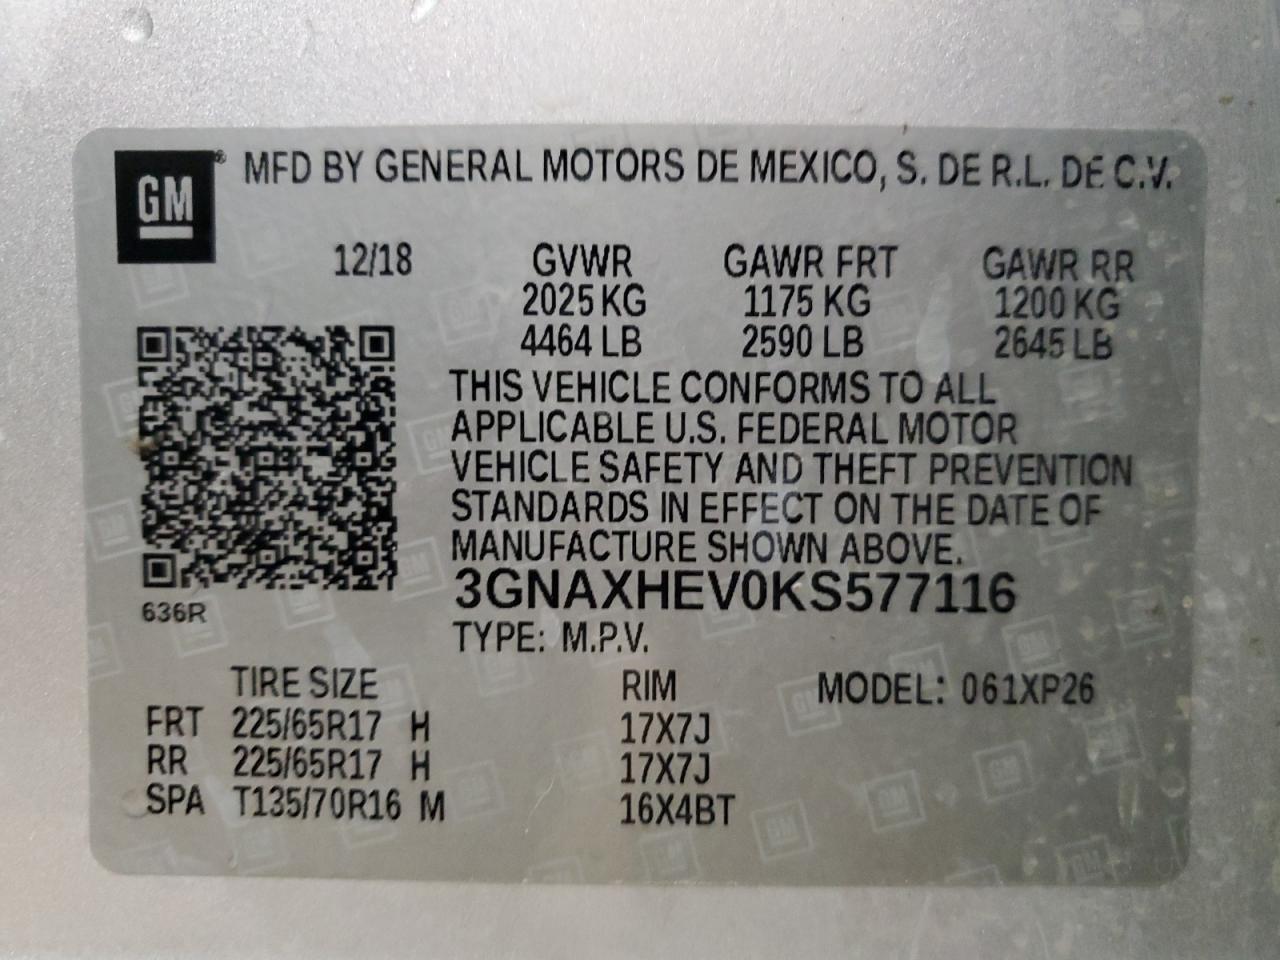 GM® MFD BY GENERAL MOTORS DE MEXICO, S. DE R.L. DE C.V.
12/18 GVWR GAWR FRT GAWR RR
2025 KG 1175 KG 1200 KG
4464 LB 2590 LB 2645 LB
THIS VEHICLE CONFORMS TO ALL
APPLICABLE U.S. FEDERAL MOTOR
VEHICLE SAFETY AND THEFT PREVENTION
STANDARDS IN EFFECT ON THE DATE OF
MANUFACTURE SHOWN ABOVE.
3GNAXHEV0KS577116
636R
TYPE: M.P.V.
TIRE SIZE RIM MODEL: 061XP26
FRT 225/65R17 H 17X7J
RR 225/65R17 H 17X7J
SPA T135/70R16 M 16X4BT